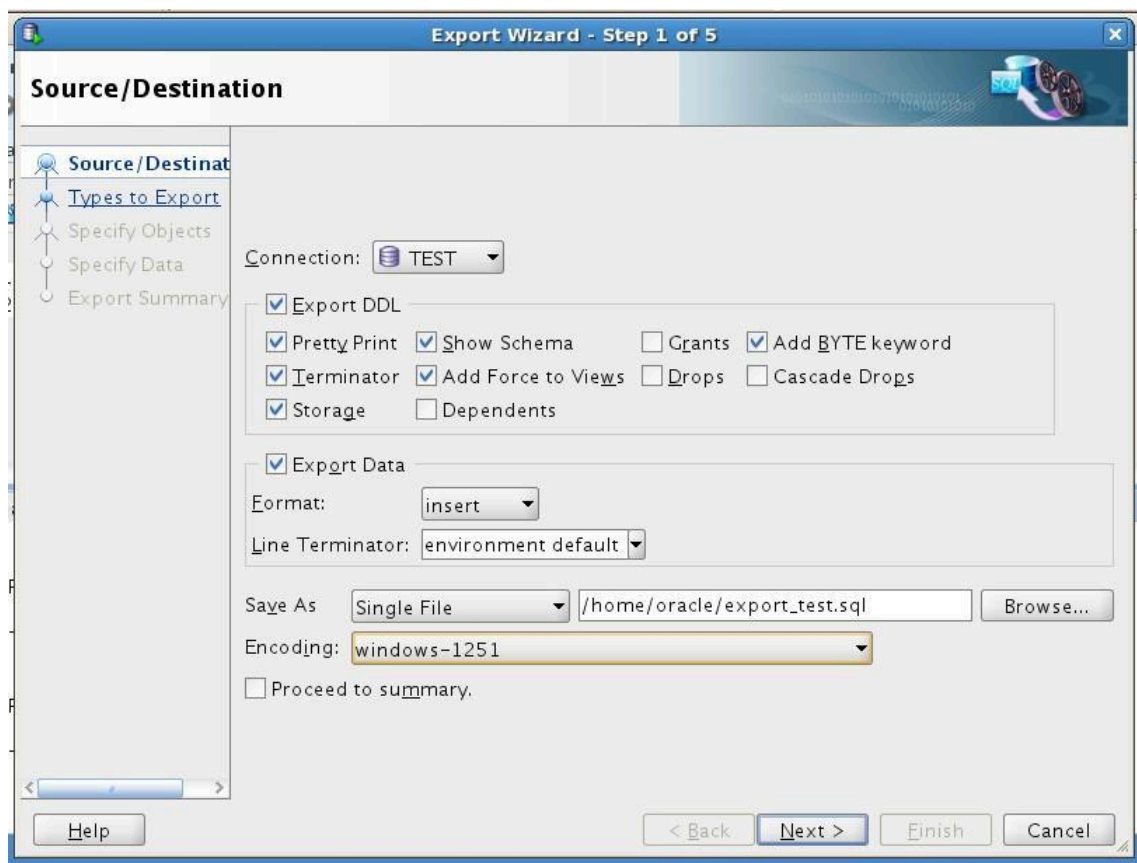 Export Wizard - Step 1 of 5
Source/Destination
SQL
Source/Destinat
Types to Export
Specify Objects
Specify Data
Export Summary
Connection: TEST
Export DDL
Pretty Print Show Schema Grants Add BYTE keyword
Terminator Add Force to Views Drops Cascade Drops
Storage Dependents
Export Data
Format: insert
Line Terminator: environment default
Save As Single File /home/oracle/export_test.sql Browse...
Encoding: windows-1251
Proceed to summary.
Help < Back Next > Finish Cancel